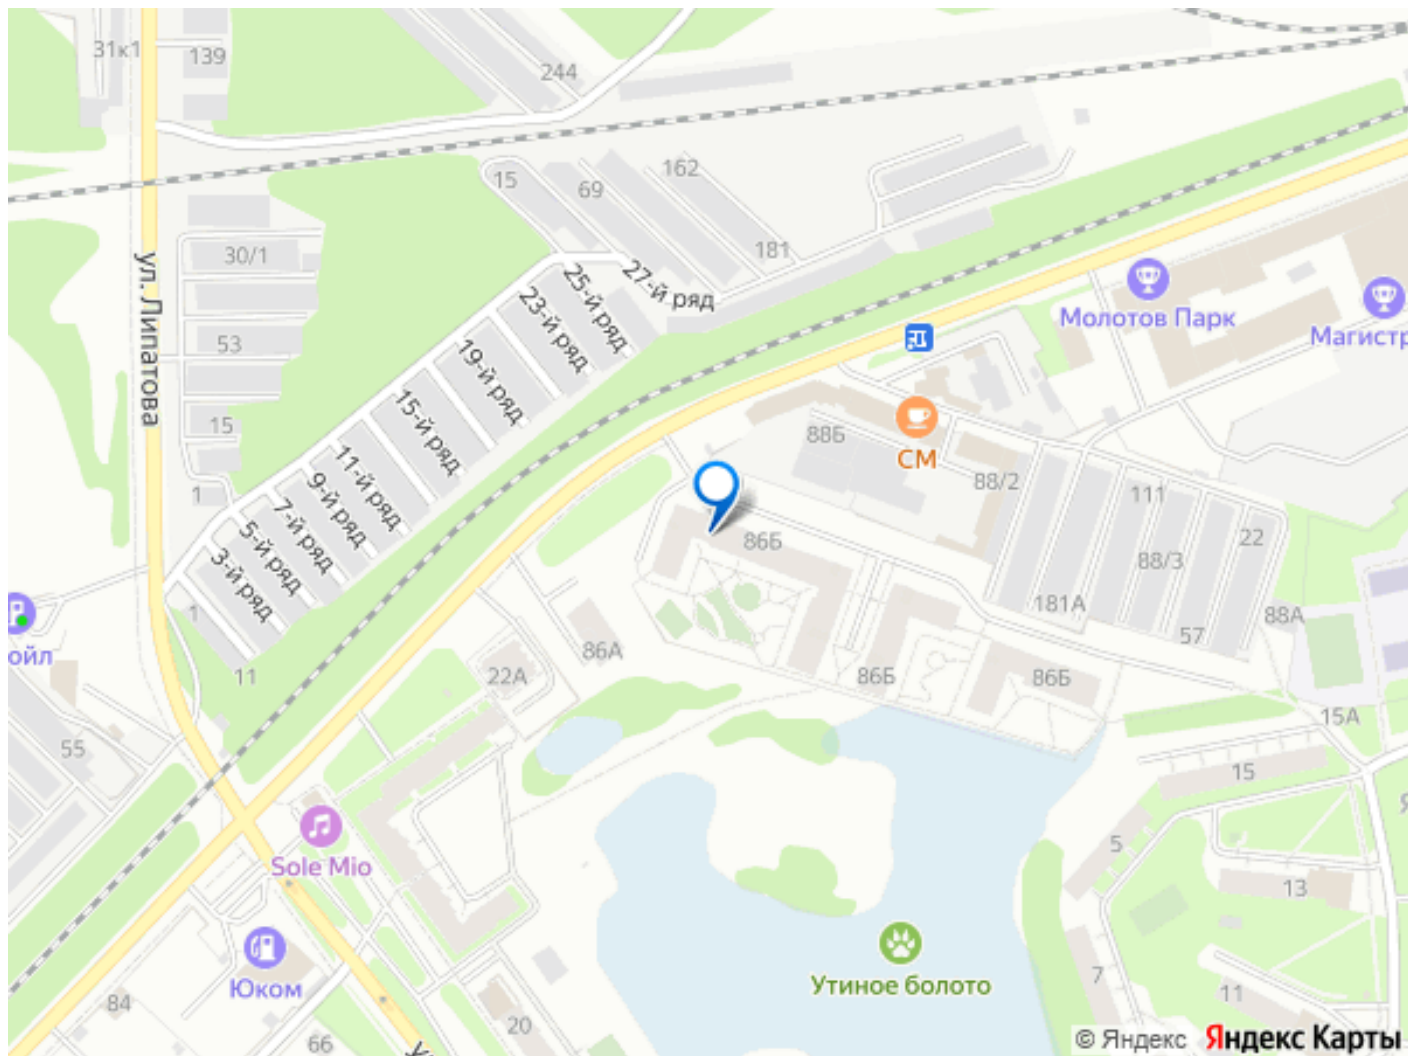 31к1
139
244
15
69
162
181
30/1
53
15
1
ул. Липатова
27-й ряд
25-й ряд
23-й ряд
19-й ряд
15-й ряд
11-й ряд
9-й ряд
7-й ряд
5-й ряд
3-й ряд
1
11
Молотов Парк
Магистр
88Б
СМ
88/2
111
22
88/3
181А
57
88А
86Б
86А
22А
86Б
86Б
15А
ойл
55
15
5
13
Sole Mio
Юком
84
66
20
Утиное болото
7
11
© Яндекс
Яндекс Карты